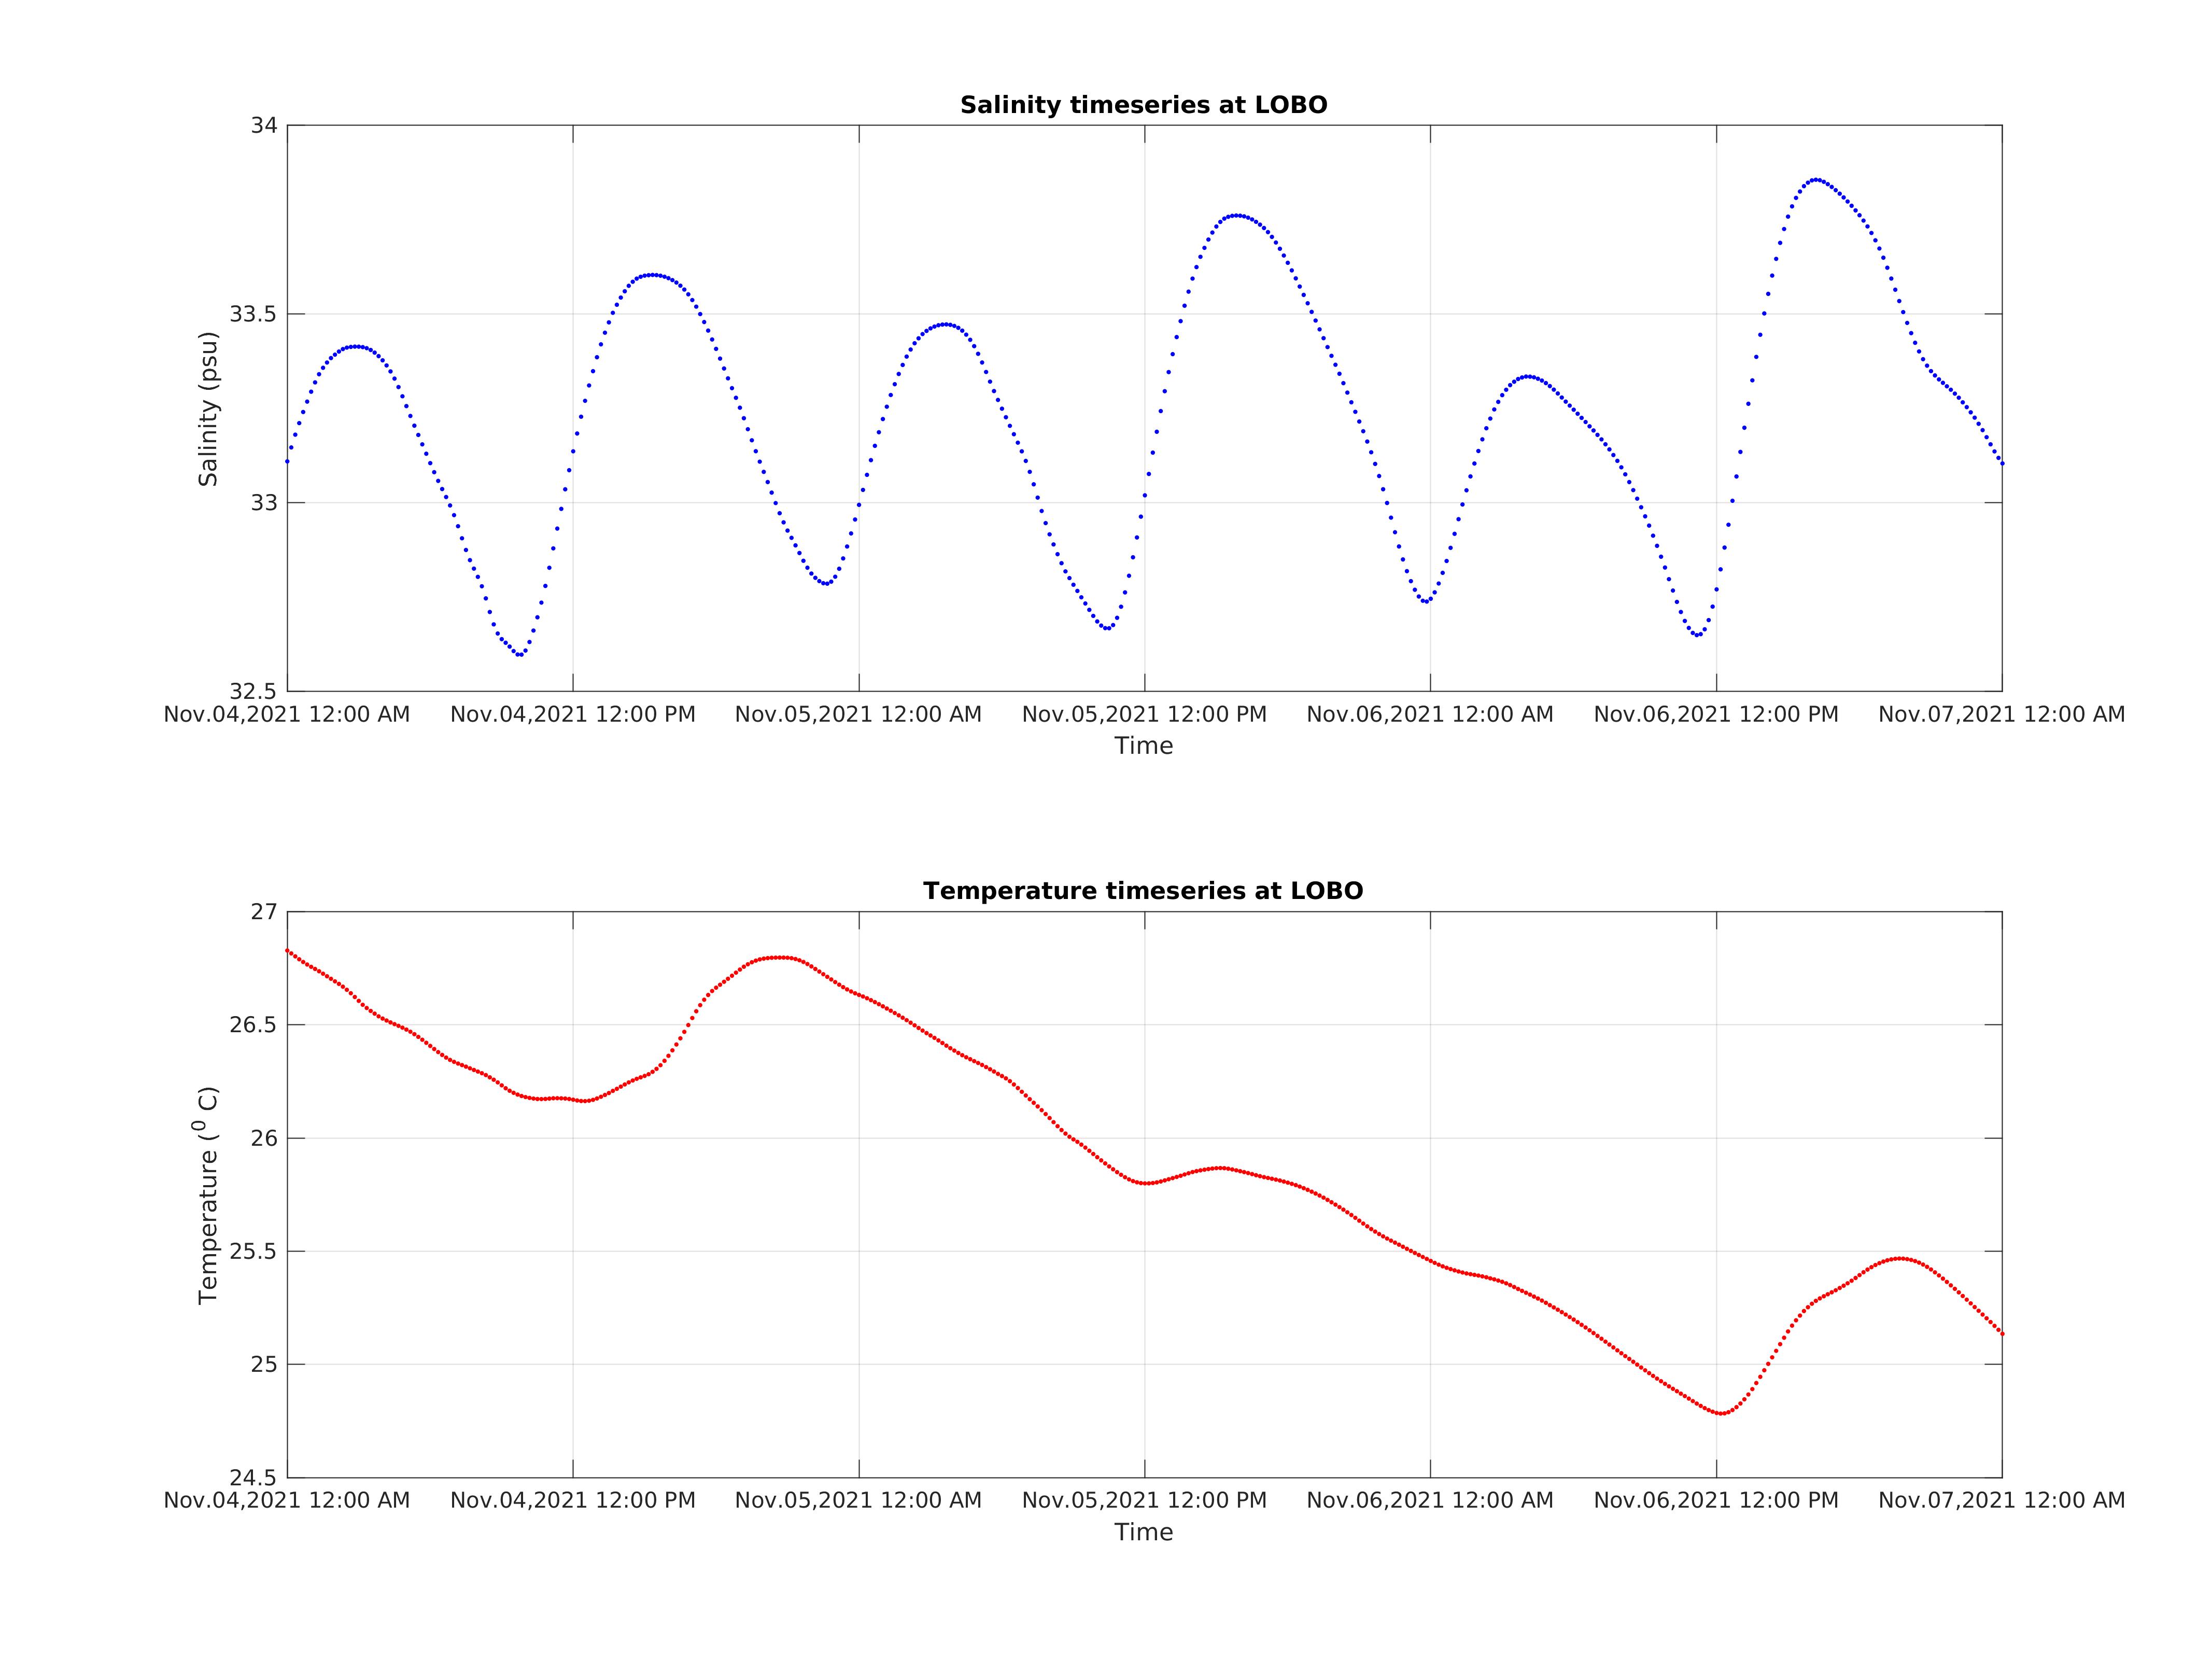 Salinity timeseries at LOBO
34
33.5
33
32.5
Salinity (psu)
Nov.04,2021 12:00 AM Nov.04,2021 12:00 PM Nov.05,2021 12:00 AM Nov.05,2021 12:00 PM Nov.06,2021 12:00 AM Nov.06,2021 12:00 PM Nov.07,2021 12:00 AM
Time
Temperature timeseries at LOBO
27
26.5
26
25.5
25
24.5
Temperature (⁰ C)
Nov.04,2021 12:00 AM Nov.04,2021 12:00 PM Nov.05,2021 12:00 AM Nov.05,2021 12:00 PM Nov.06,2021 12:00 AM Nov.06,2021 12:00 PM Nov.07,2021 12:00 AM
Time